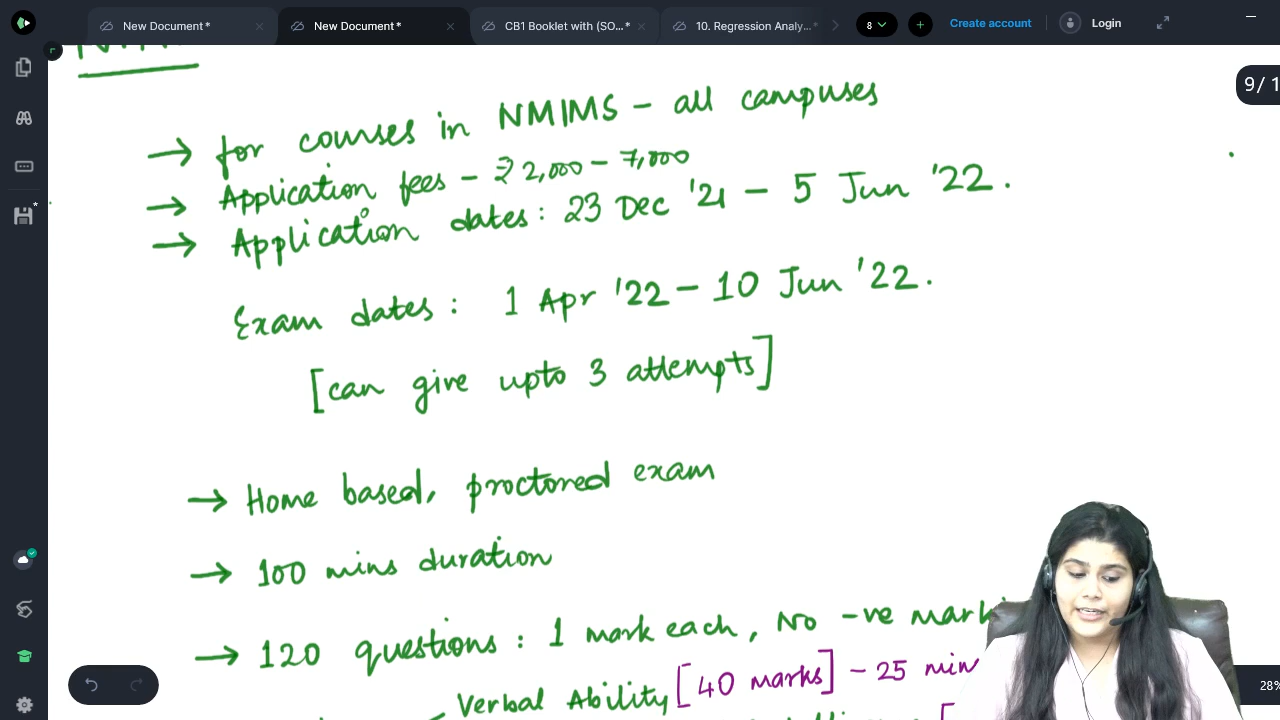 New Document*
New Document*
CB1 Booklet with (SO...*
10. Regression Analy...*
8
Create account
Login
9/1
→ for courses in NMIMS - all campuses
→ Application fees - ₹ 2,000 - 7,000
→ Application dates: 23 Dec '21 - 5 Jun '22.
Exam dates: 1 Apr '22 - 10 Jun '22.
[can give upto 3 attempts]
→ Home based, proctored exam
→ 100 mins duration
→ 120 questions: 1 mark each, No -ve mark
Verbal Ability [40 marks] - 25 min
28%